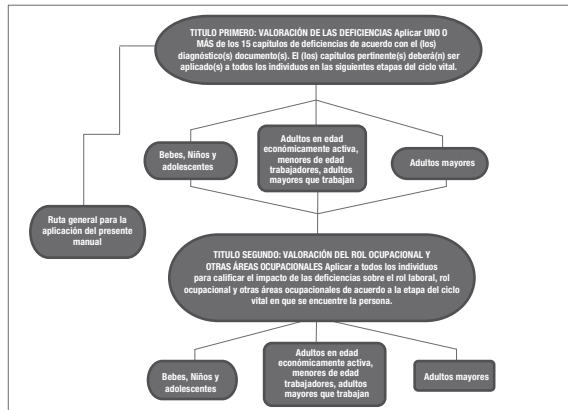 TITULO PRIMERO: VALORACIÓN DE LAS DEFICIENCIAS Aplicar UNO O
MÁS de los 15 capítulos de deficiencias de acuerdo con el (los)
diagnóstico(s) documento(s). El (los) capítulos pertinente(s) deberá(n) ser
aplicado(s) a todos los individuos en las siguientes etapas del ciclo vital.
Bebes, Niños y
adolescentes
Adultos en edad
económicamente activa,
menores de edad
trabajadores, adultos
mayores que trabajan
Adultos mayores
Ruta general para la
aplicación del presente
manual
TITULO SEGUNDO: VALORACIÓN DEL ROL OCUPACIONAL Y
OTRAS ÁREAS OCUPACIONALES Aplicar a todos los individuos
para calificar el impacto de las deficiencias sobre el rol laboral, rol
ocupacional y otras áreas ocupacionales de acuerdo a la etapa del ciclo
vital en que se encuentre la persona.
Bebes, Niños y
adolescentes
Adultos en edad
económicamente activa,
menores de edad
trabajadores, adultos
mayores que trabajan
Adultos mayores